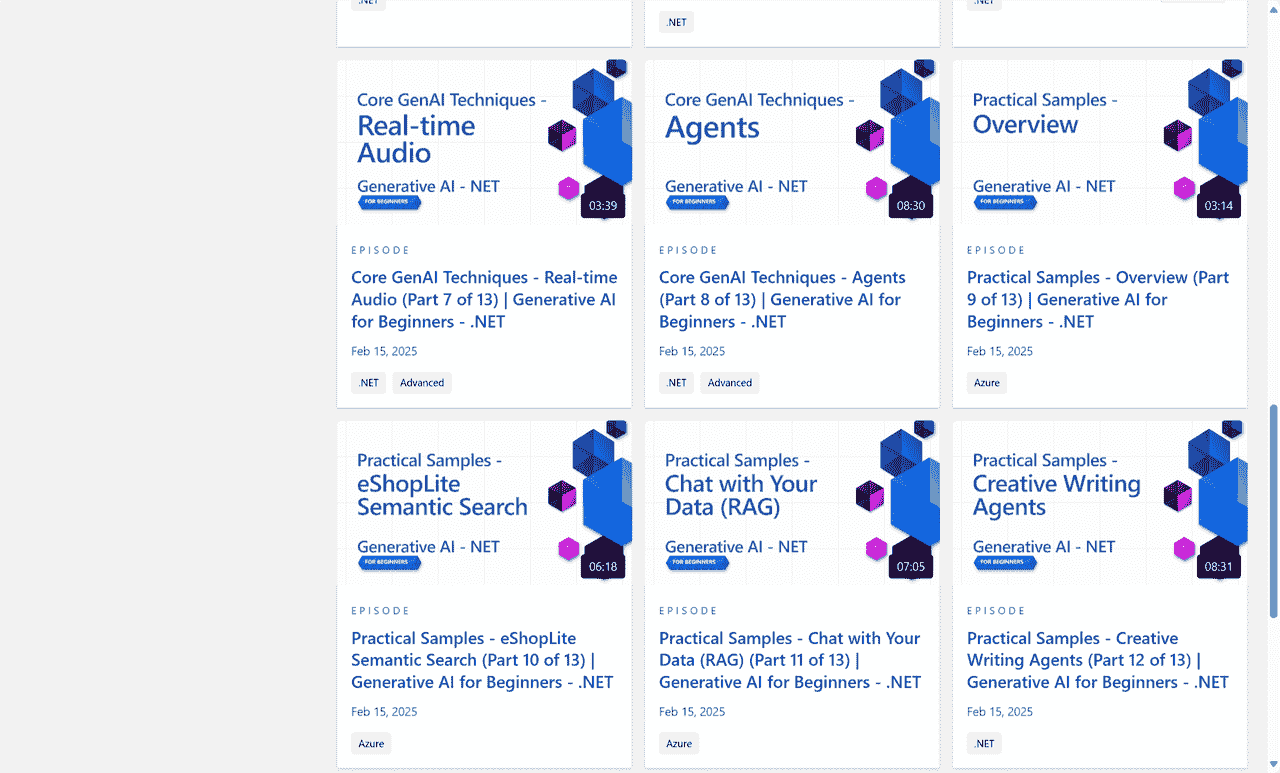 .NET
.NET
.NET
Core GenAI Techniques -
Real-time
Audio
Generative AI - NET
FOR BEGINNERS
03:39
EPISODE
Core GenAI Techniques - Real-time
Audio (Part 7 of 13) | Generative AI
for Beginners - .NET
Feb 15, 2025
.NET
Advanced
Core GenAI Techniques -
Agents
Generative AI - NET
FOR BEGINNERS
08:30
EPISODE
Core GenAI Techniques - Agents
(Part 8 of 13) | Generative AI for
Beginners - .NET
Feb 15, 2025
.NET
Advanced
Practical Samples -
Overview
Generative AI - NET
FOR BEGINNERS
03:14
EPISODE
Practical Samples - Overview (Part
9 of 13) | Generative AI for
Beginners - .NET
Feb 15, 2025
Azure
Practical Samples -
eShopLite
Semantic Search
Generative AI - NET
FOR BEGINNERS
06:18
EPISODE
Practical Samples - eShopLite
Semantic Search (Part 10 of 13) |
Generative AI for Beginners - .NET
Feb 15, 2025
Azure
Practical Samples -
Chat with Your
Data (RAG)
Generative AI - NET
FOR BEGINNERS
07:05
EPISODE
Practical Samples - Chat with Your
Data (RAG) (Part 11 of 13) |
Generative AI for Beginners - .NET
Feb 15, 2025
Azure
Practical Samples -
Creative Writing
Agents
Generative AI - NET
FOR BEGINNERS
08:31
EPISODE
Practical Samples - Creative
Writing Agents (Part 12 of 13) |
Generative AI for Beginners - .NET
Feb 15, 2025
.NET